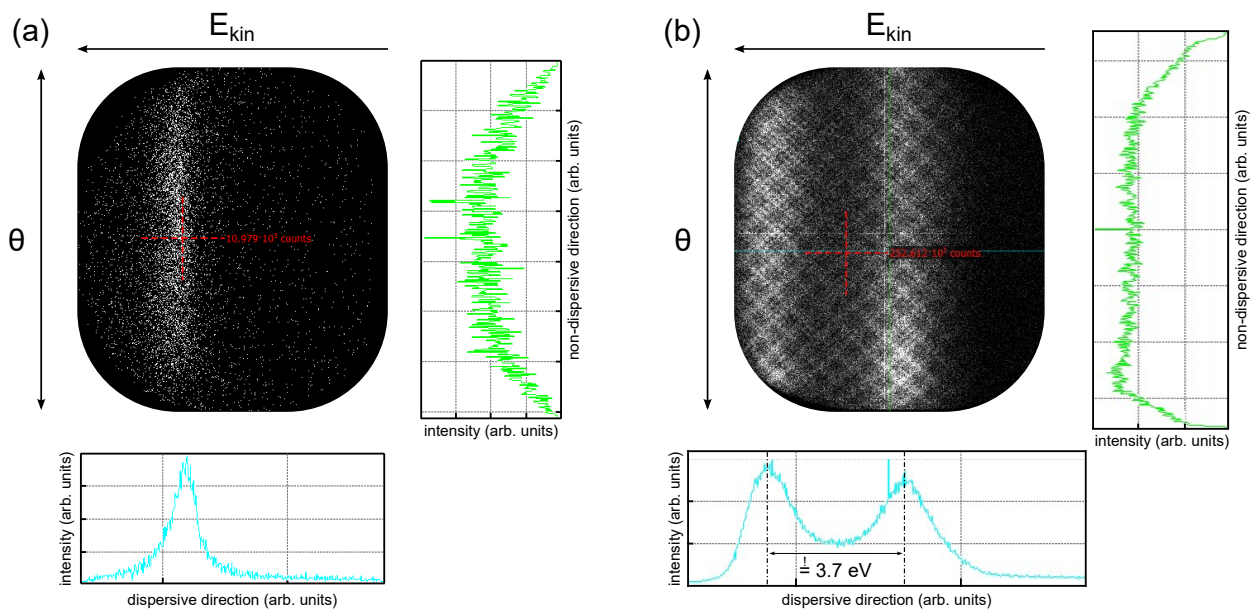 (a)
E_kin
θ
10.979·10³ counts
non-dispersive direction (arb. units)
intensity (arb. units)
intensity (arb. units)
dispersive direction (arb. units)
(b)
E_kin
θ
counts
non-dispersive direction (arb. units)
intensity (arb. units)
intensity (arb. units)
! = 3.7 eV
dispersive direction (arb. units)